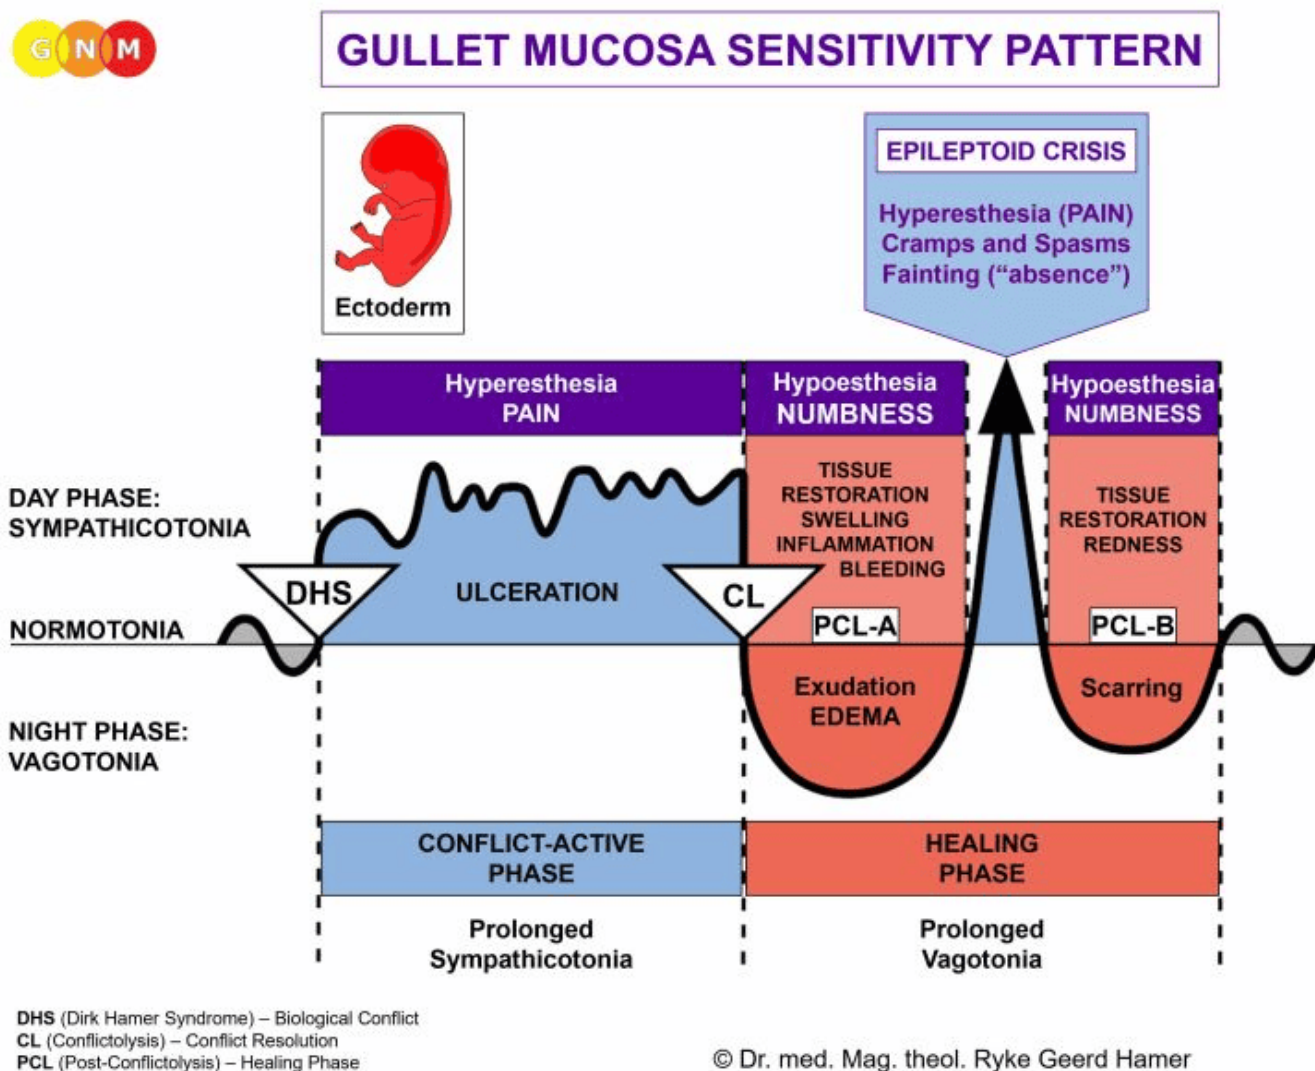 G N M
GULLET MUCOSA SENSITIVITY PATTERN
Ectoderm
EPILEPTOID CRISIS
Hyperesthesia (PAIN)
Cramps and Spasms
Fainting (“absence”)
Hyperesthesia
PAIN
Hypoesthesia
NUMBNESS
Hypoesthesia
NUMBNESS
DAY PHASE:
SYMPATHICOTONIA
TISSUE
RESTORATION
SWELLING
INFLAMMATION
BLEEDING
TISSUE
RESTORATION
REDNESS
DHS
ULCERATION
CL
NORMOTONIA
PCL-A
PCL-B
Exudation
EDEMA
Scarring
NIGHT PHASE:
VAGOTONIA
CONFLICT-ACTIVE
PHASE
HEALING
PHASE
Prolonged
Sympathicotonia
Prolonged
Vagotonia
DHS (Dirk Hamer Syndrome) – Biological Conflict
CL (Conflictolysis) – Conflict Resolution
PCL (Post-Conflictolysis) – Healing Phase
© Dr. med. Mag. theol. Ryke Geerd Hamer